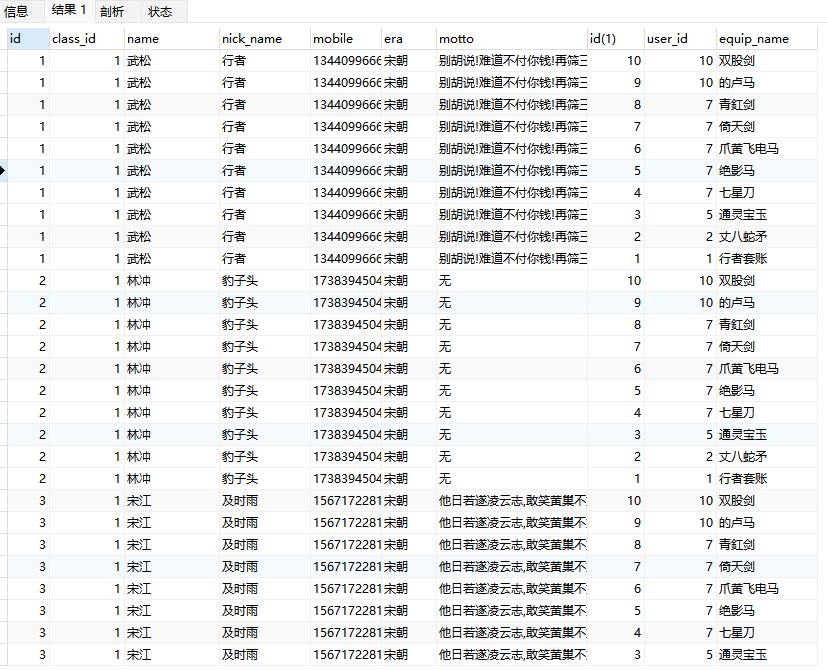 信息 结果 1 剖析 状态
id class_id name nick_name mobile era motto id(1) user_id equip_name
1 1 武松 行者 1344099666 宋朝 别胡说!难道不付你钱!再筛三 10 10 双股剑
1 1 武松 行者 1344099666 宋朝 别胡说!难道不付你钱!再筛三 9 10 的卢马
1 1 武松 行者 1344099666 宋朝 别胡说!难道不付你钱!再筛三 8 7 青釭剑
1 1 武松 行者 1344099666 宋朝 别胡说!难道不付你钱!再筛三 7 7 倚天剑
1 1 武松 行者 1344099666 宋朝 别胡说!难道不付你钱!再筛三 6 7 爪黄飞电马
1 1 武松 行者 1344099666 宋朝 别胡说!难道不付你钱!再筛三 5 7 绝影马
1 1 武松 行者 1344099666 宋朝 别胡说!难道不付你钱!再筛三 4 7 七星刀
1 1 武松 行者 1344099666 宋朝 别胡说!难道不付你钱!再筛三 3 5 通灵宝玉
1 1 武松 行者 1344099666 宋朝 别胡说!难道不付你钱!再筛三 2 2 丈八蛇矛
1 1 武松 行者 1344099666 宋朝 别胡说!难道不付你钱!再筛三 1 1 行者套账
2 1 林冲 豹子头 1738394504 宋朝 无 10 10 双股剑
2 1 林冲 豹子头 1738394504 宋朝 无 9 10 的卢马
2 1 林冲 豹子头 1738394504 宋朝 无 8 7 青釭剑
2 1 林冲 豹子头 1738394504 宋朝 无 7 7 倚天剑
2 1 林冲 豹子头 1738394504 宋朝 无 6 7 爪黄飞电马
2 1 林冲 豹子头 1738394504 宋朝 无 5 7 绝影马
2 1 林冲 豹子头 1738394504 宋朝 无 4 7 七星刀
2 1 林冲 豹子头 1738394504 宋朝 无 3 5 通灵宝玉
2 1 林冲 豹子头 1738394504 宋朝 无 2 2 丈八蛇矛
2 1 林冲 豹子头 1738394504 宋朝 无 1 1 行者套账
3 1 宋江 及时雨 1567172281 宋朝 他日若遂凌云志,敢笑黄巢不 10 10 双股剑
3 1 宋江 及时雨 1567172281 宋朝 他日若遂凌云志,敢笑黄巢不 9 10 的卢马
3 1 宋江 及时雨 1567172281 宋朝 他日若遂凌云志,敢笑黄巢不 8 7 青釭剑
3 1 宋江 及时雨 1567172281 宋朝 他日若遂凌云志,敢笑黄巢不 7 7 倚天剑
3 1 宋江 及时雨 1567172281 宋朝 他日若遂凌云志,敢笑黄巢不 6 7 爪黄飞电马
3 1 宋江 及时雨 1567172281 宋朝 他日若遂凌云志,敢笑黄巢不 5 7 绝影马
3 1 宋江 及时雨 1567172281 宋朝 他日若遂凌云志,敢笑黄巢不 4 7 七星刀
3 1 宋江 及时雨 1567172281 宋朝 他日若遂凌云志,敢笑黄巢不 3 5 通灵宝玉